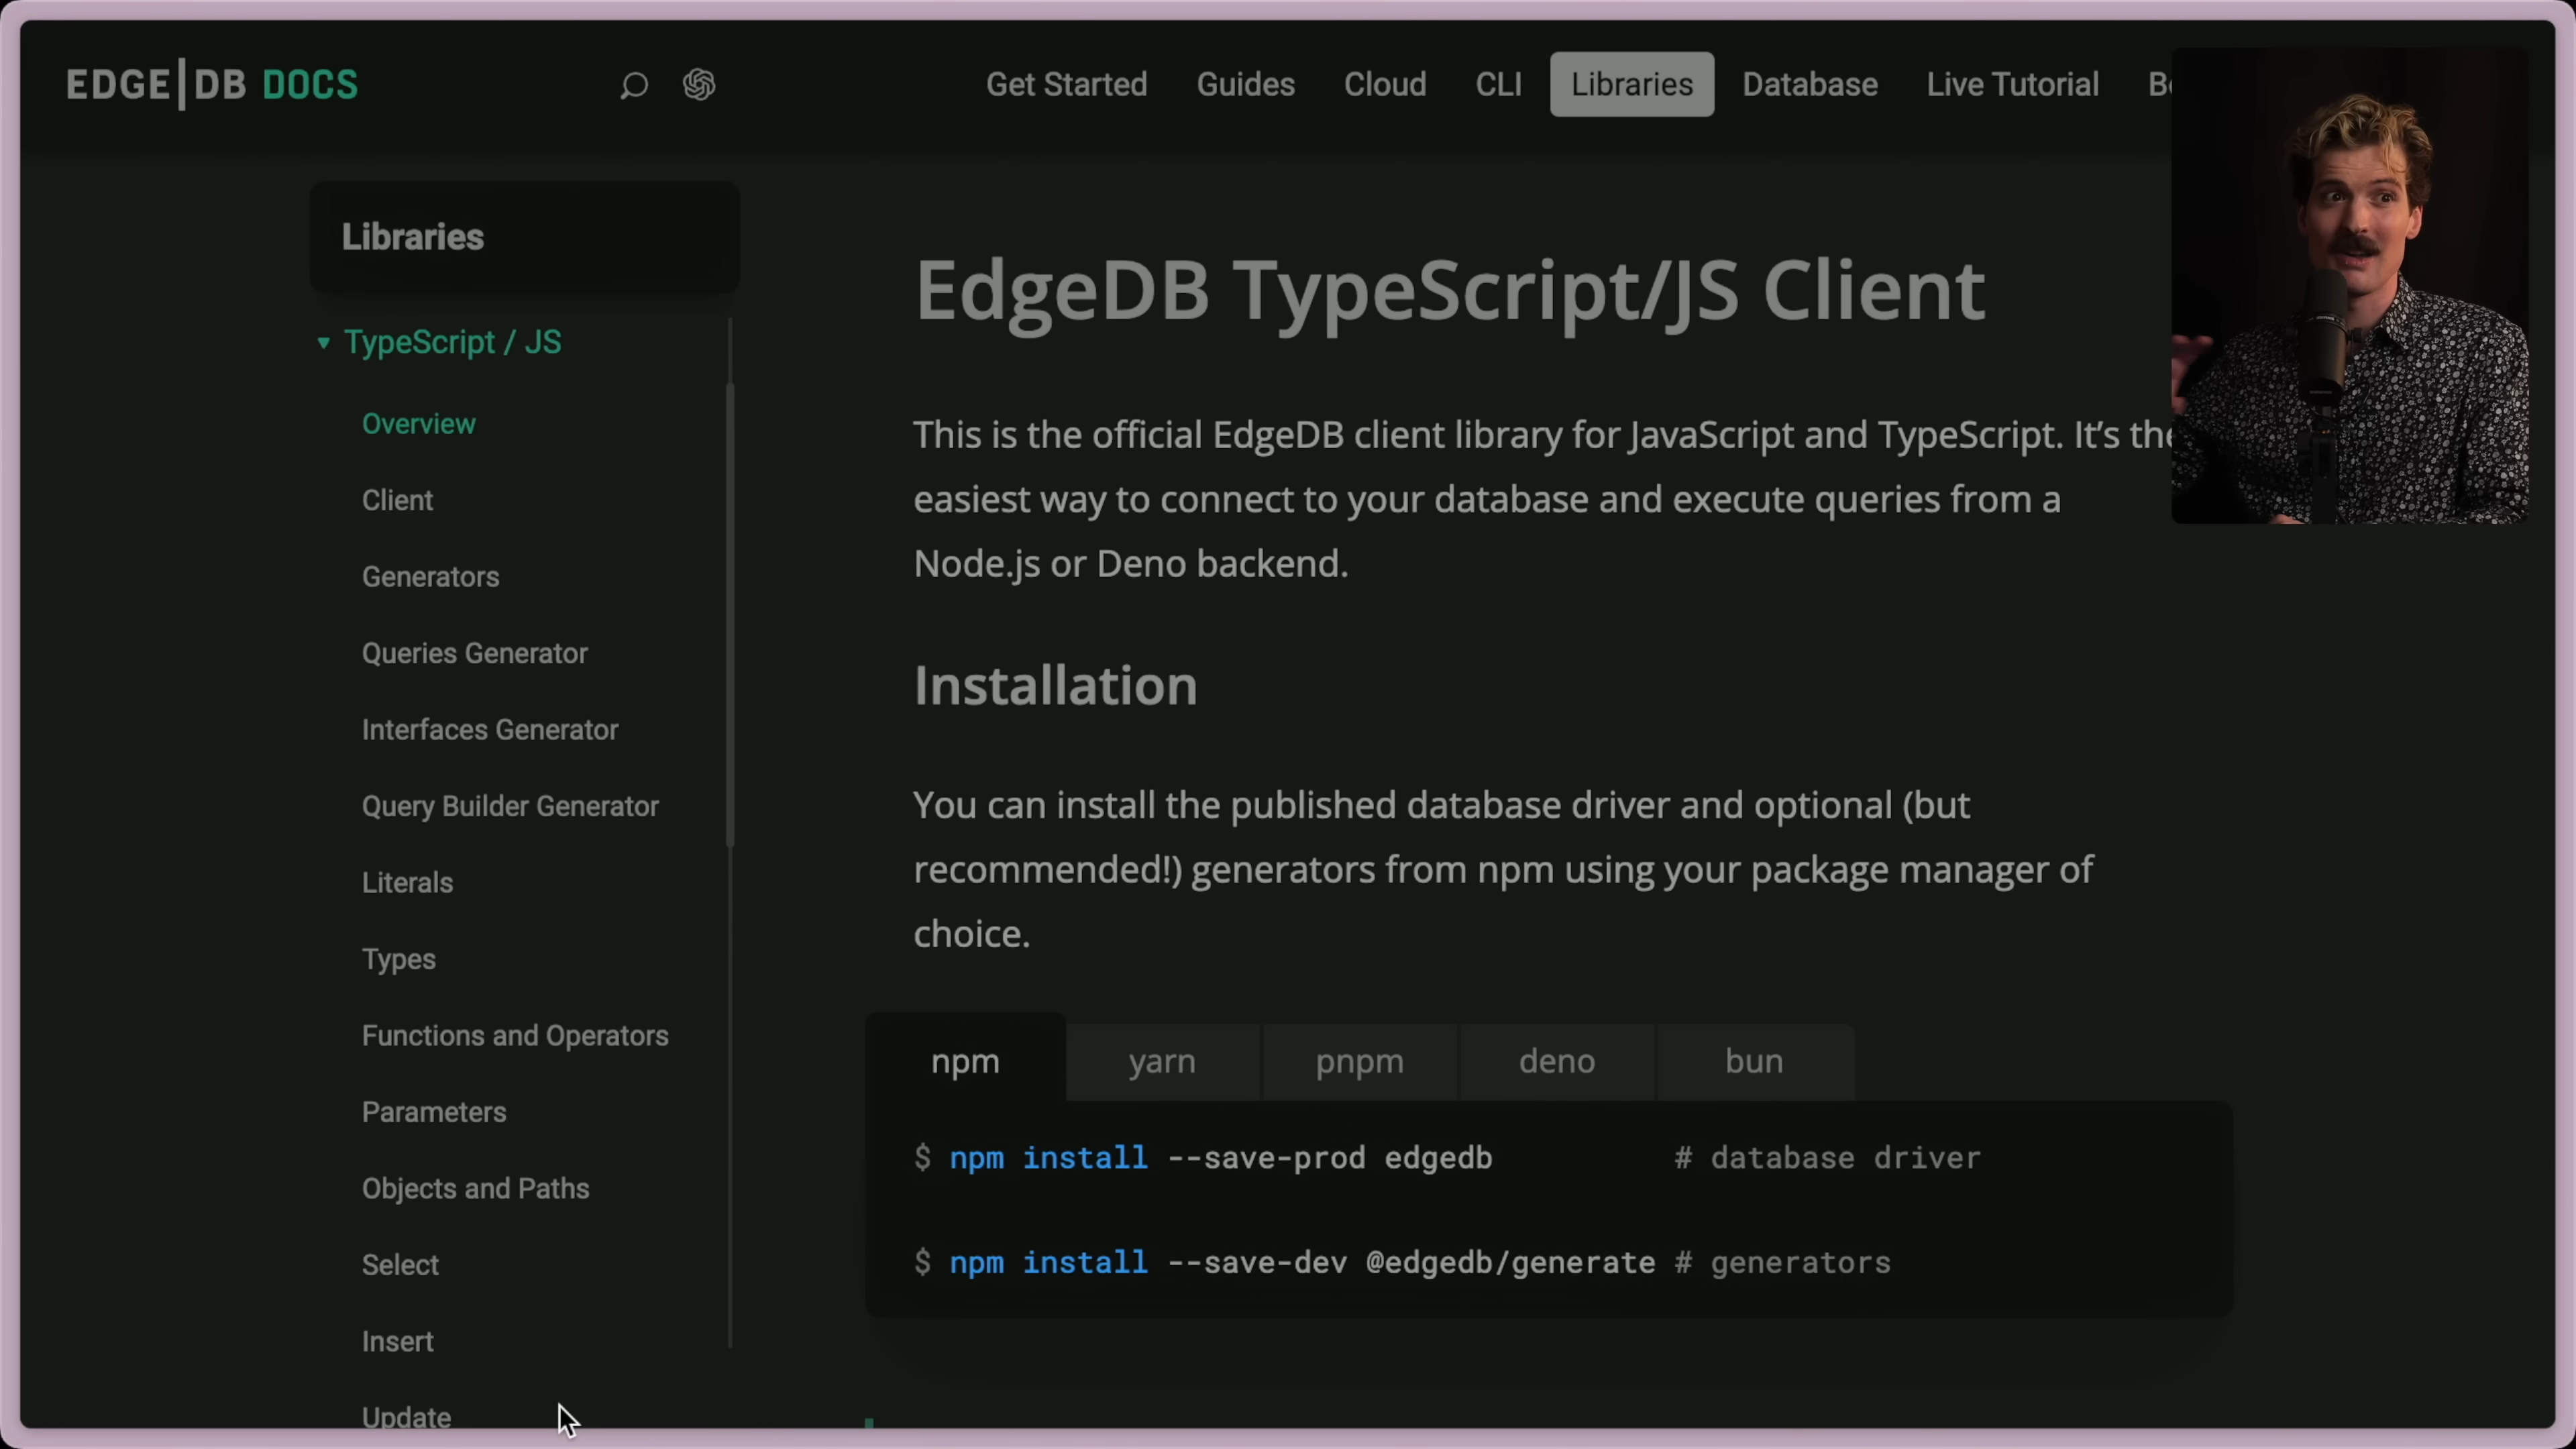 EDGE|DB DOCS
Get Started
Guides
Cloud
CLI
Libraries
Database
Live Tutorial
Libraries
TypeScript / JS
Overview
Client
Generators
Queries Generator
Interfaces Generator
Query Builder Generator
Literals
Types
Functions and Operators
Parameters
Objects and Paths
Select
Insert
Update
EdgeDB TypeScript/JS Client
This is the official EdgeDB client library for JavaScript and TypeScript. It’s the
easiest way to connect to your database and execute queries from a
Node.js or Deno backend.
Installation
You can install the published database driver and optional (but
recommended!) generators from npm using your package manager of
choice.
npm
yarn
pnpm
deno
bun
$ npm install --save-prod edgedb # database driver
$ npm install --save-dev @edgedb/generate # generators